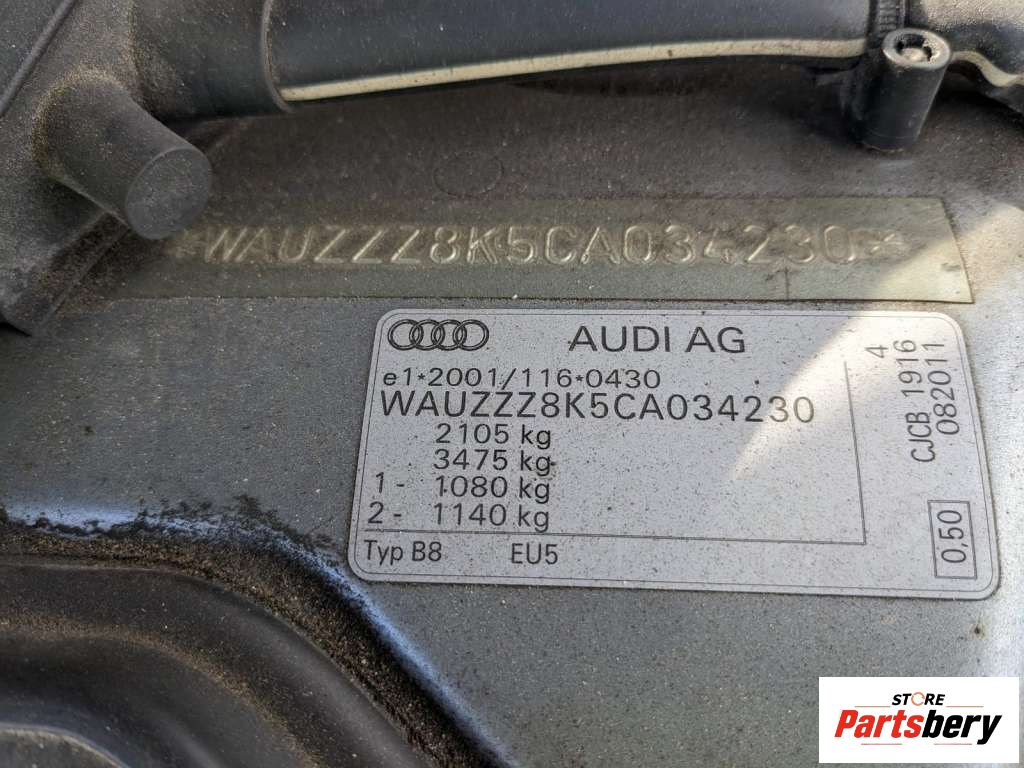 *WAUZZZ8K5CA034230
AUDI AG
e1*2001/116*0430
WAUZZZ8K5CA034230
2105 kg
3475 kg
1 - 1080 kg
2 - 1140 kg
Typ B8 EU5
4
CJCB 1916
082011
0,50
STORE
Partsbery